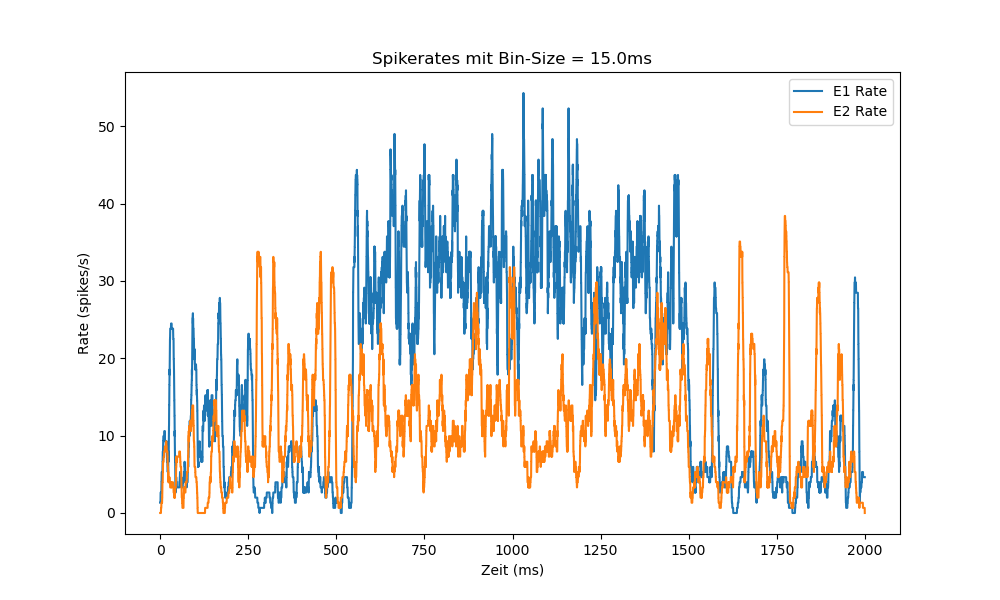 Spikerates mit Bin-Size = 15.0ms
E1 Rate
E2 Rate
Rate (spikes/s)
50
40
30
20
10
0
0 250 500 750 1000 1250 1500 1750 2000
Zeit (ms)